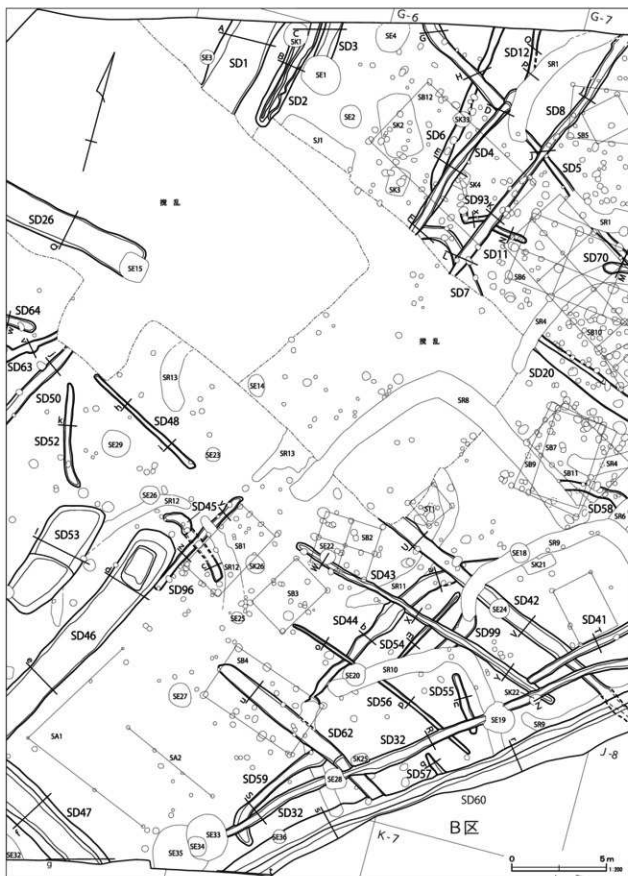 G-6
G-7
SE3
SD1
SK1
SE1
SD2
SD3
SE4
SE2
SJ1
SB12
SK2
SK3
SD6
SK33
SD4
SK4
SD93
SD12
SR1
SD8
SB5
SD5
SR1
SD11
SD7
SB6
SD70
SB10
SR4
SD20
撹乱
SD26
SE15
撹乱
SD64
SD63
SD50
SD52
SD48
SR13
SE14
SR8
SE29
SE23
SR13
SB7
SB9
SB11
SR4
SD58
SR6
SE26
SR12
SD45
SD53
SD46
SD96
SR12
SB1
SK26
SE22
SB2
ST1
SD43
SE18
SR9
SK21
SE25
SB3
SD44
SR11
SD54
SD99
SE24
SD42
SD41
SB4
SE20
SR10
SE27
SD62
SD56
SD55
SK22
SE19
SR9
SA1
SA2
SD32
SK25
SE28
SD57
SD59
SD32
SD47
SE32
SE33
SE34
SE35
SE36
SD60
J-8
K-7
B区
0
5m
1:200